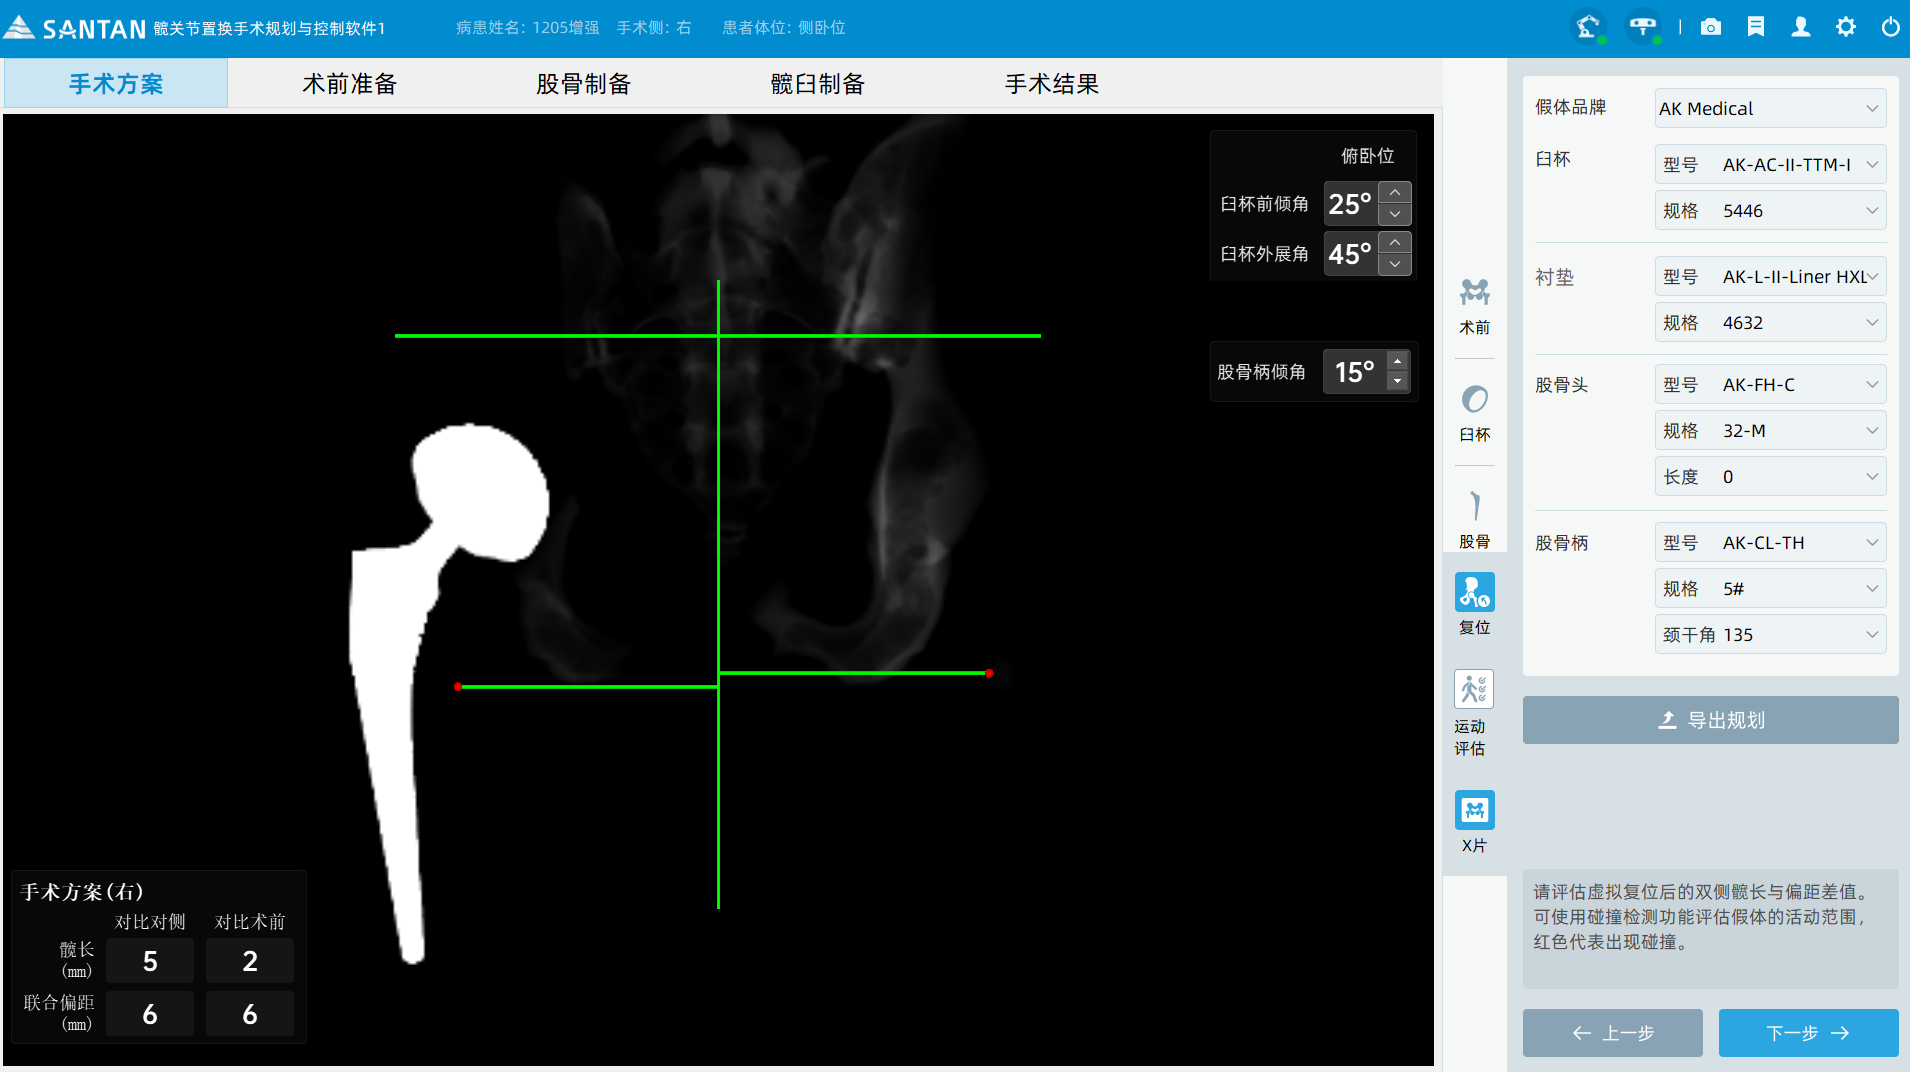 SANTAN 髋关节置换手术规划与控制软件1 病患姓名: 1205增强 手术侧: 右 患者体位: 侧卧位
手术方案 术前准备 股骨制备 髋臼制备 手术结果
俯卧位
臼杯前倾角 25°
臼杯外展角 45°
股骨柄倾角 15°
手术方案(右)
对比对侧 对比术前
髋长
(mm) 5 2
联合偏距
(mm) 6 6
术前
臼杯
股骨
复位
运动
评估
X片
假体品牌 AK Medical
臼杯 型号 AK-AC-II-TTM-I
规格 5446
衬垫 型号 AK-L-II-Liner HXL
规格 4632
股骨头 型号 AK-FH-C
规格 32-M
长度 0
股骨柄 型号 AK-CL-TH
规格 5#
颈干角 135
导出规划
请评估虚拟复位后的双侧髋长与偏距差值。
可使用碰撞检测功能评估假体的活动范围，
红色代表出现碰撞。
上一步 下一步